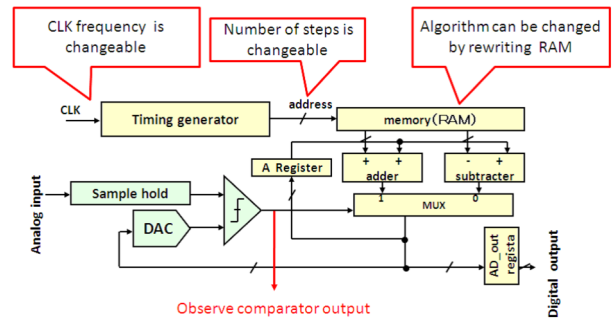 CLK frequency is
changeable
Number of steps is
changeable
Algorithm can be changed
by rewriting RAM
CLK
Timing generator
address
memory(RAM)
A Register
+ +
adder
- +
subtracter
1 0
MUX
Analog input
Sample hold
DAC
AD_out
regista
Digital output
Observe comparator output